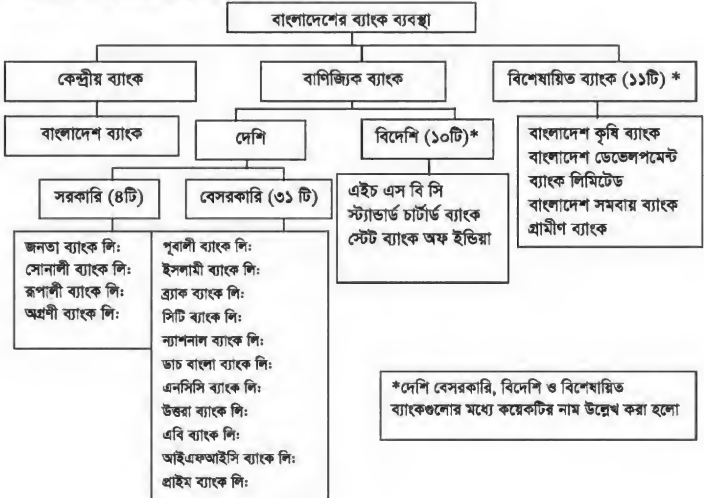 বাংলাদেশের ব্যাংক ব্যবস্থা
কেন্দ্রীয় ব্যাংক
বাণিজ্যিক ব্যাংক
বিশেষায়িত ব্যাংক (১১টি) *
বাংলাদেশ ব্যাংক
দেশি
বিদেশি (১০টি)*
বাংলাদেশ কৃষি ব্যাংক
বাংলাদেশ ডেভেলপমেন্ট
ব্যাংক লিমিটেড
বাংলাদেশ সমবায় ব্যাংক
গ্রামীণ ব্যাংক
সরকারি (৪টি)
বেসরকারি (৩১ টি)
এইচ এস বি সি
স্ট্যান্ডার্ড চার্টার্ড ব্যাংক
স্টেট ব্যাংক অফ ইন্ডিয়া
জনতা ব্যাংক লি:
সোনালী ব্যাংক লি:
রূপালী ব্যাংক লি:
অগ্রণী ব্যাংক লি:
পূবালী ব্যাংক লি:
ইসলামী ব্যাংক লি:
ব্র্যাক ব্যাংক লি:
সিটি ব্যাংক লি:
ন্যাশনাল ব্যাংক লি:
ডাচ বাংলা ব্যাংক লি:
এনসিসি ব্যাংক লি:
উত্তরা ব্যাংক লি:
এবি ব্যাংক লি:
আইএফআইসি ব্যাংক লি:
প্রাইম ব্যাংক লি:
*দেশি বেসরকারি, বিদেশি ও বিশেষায়িত
ব্যাংকগুলোর মধ্যে কয়েকটির নাম উল্লেখ করা হলো